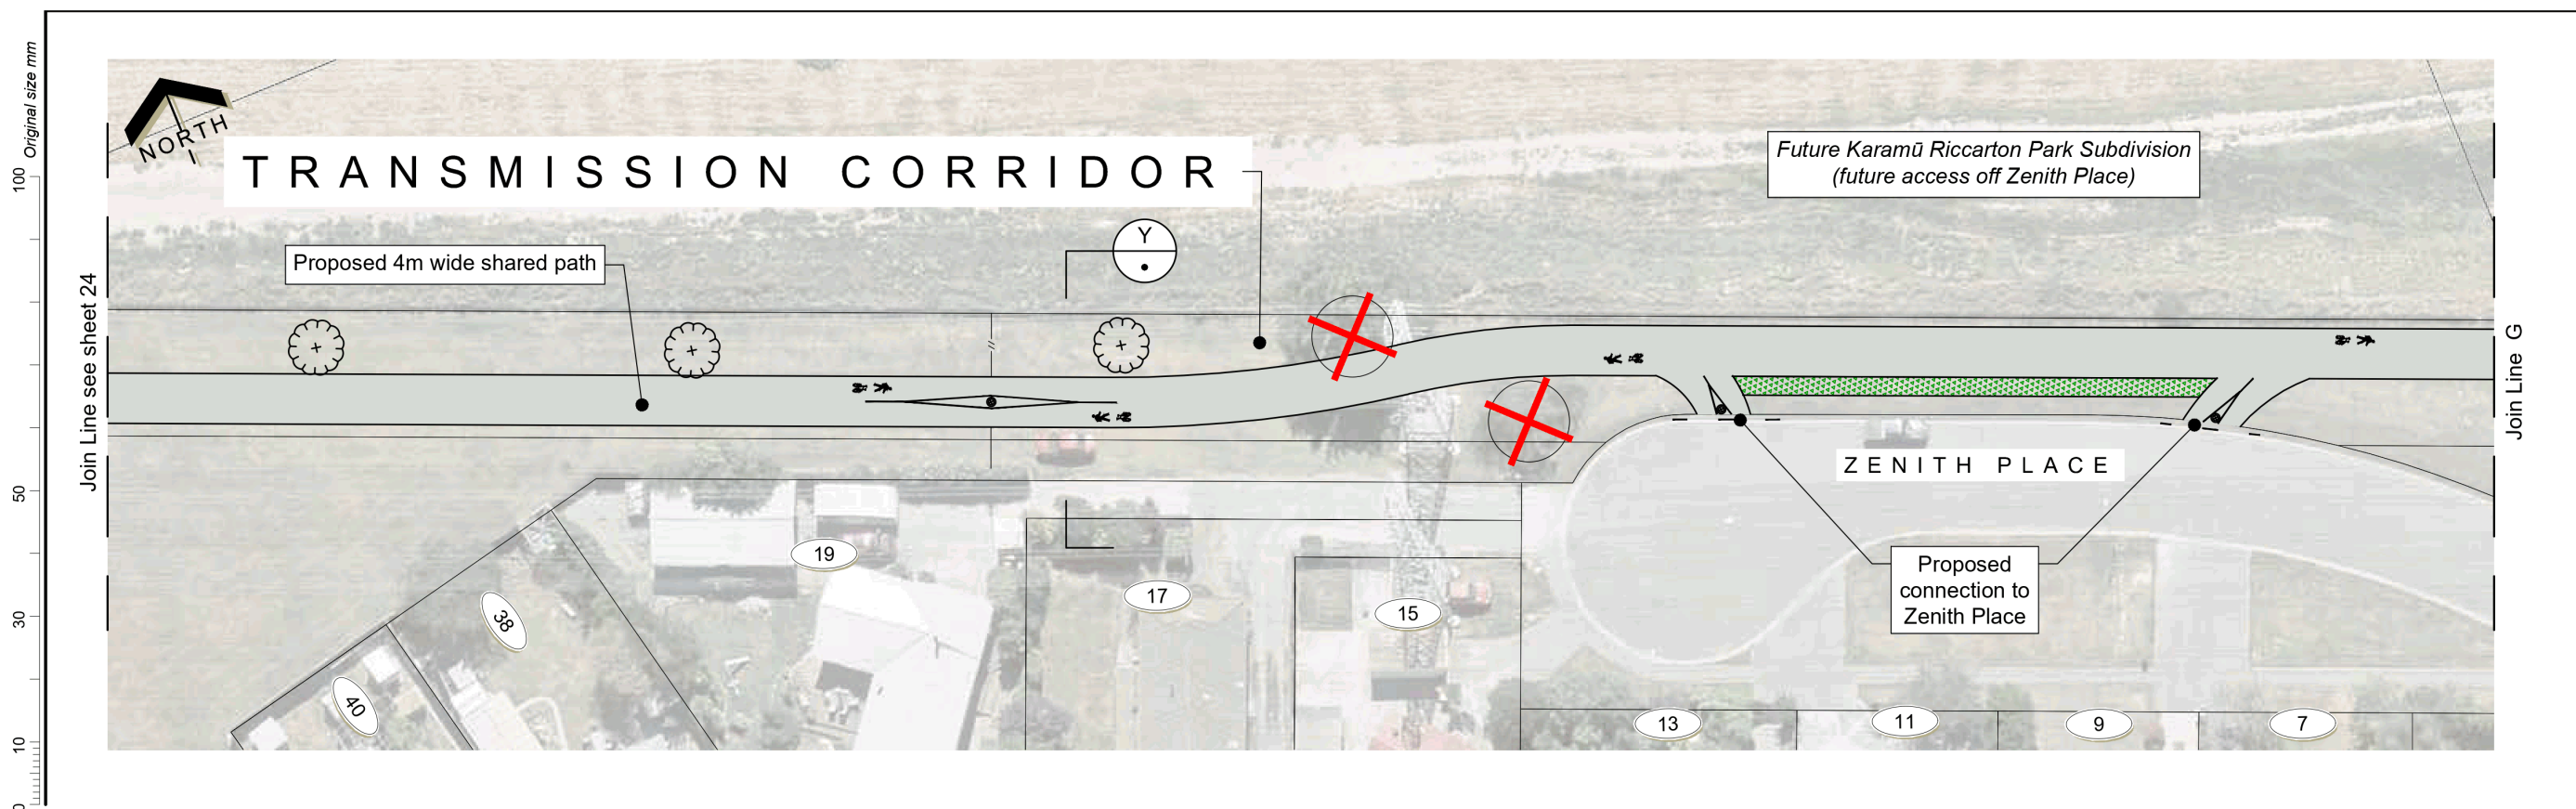 Original size mm
100
50
30
10
0
NORTH
TRANSMISSION CORRIDOR
Future Karamū Riccarton Park Subdivision
(future access off Zenith Place)
Proposed 4m wide shared path
Y
Join Line see sheet 24
Join Line G
ZENITH PLACE
Proposed
connection to
Zenith Place
19
17
15
38
40
13
11
9
7